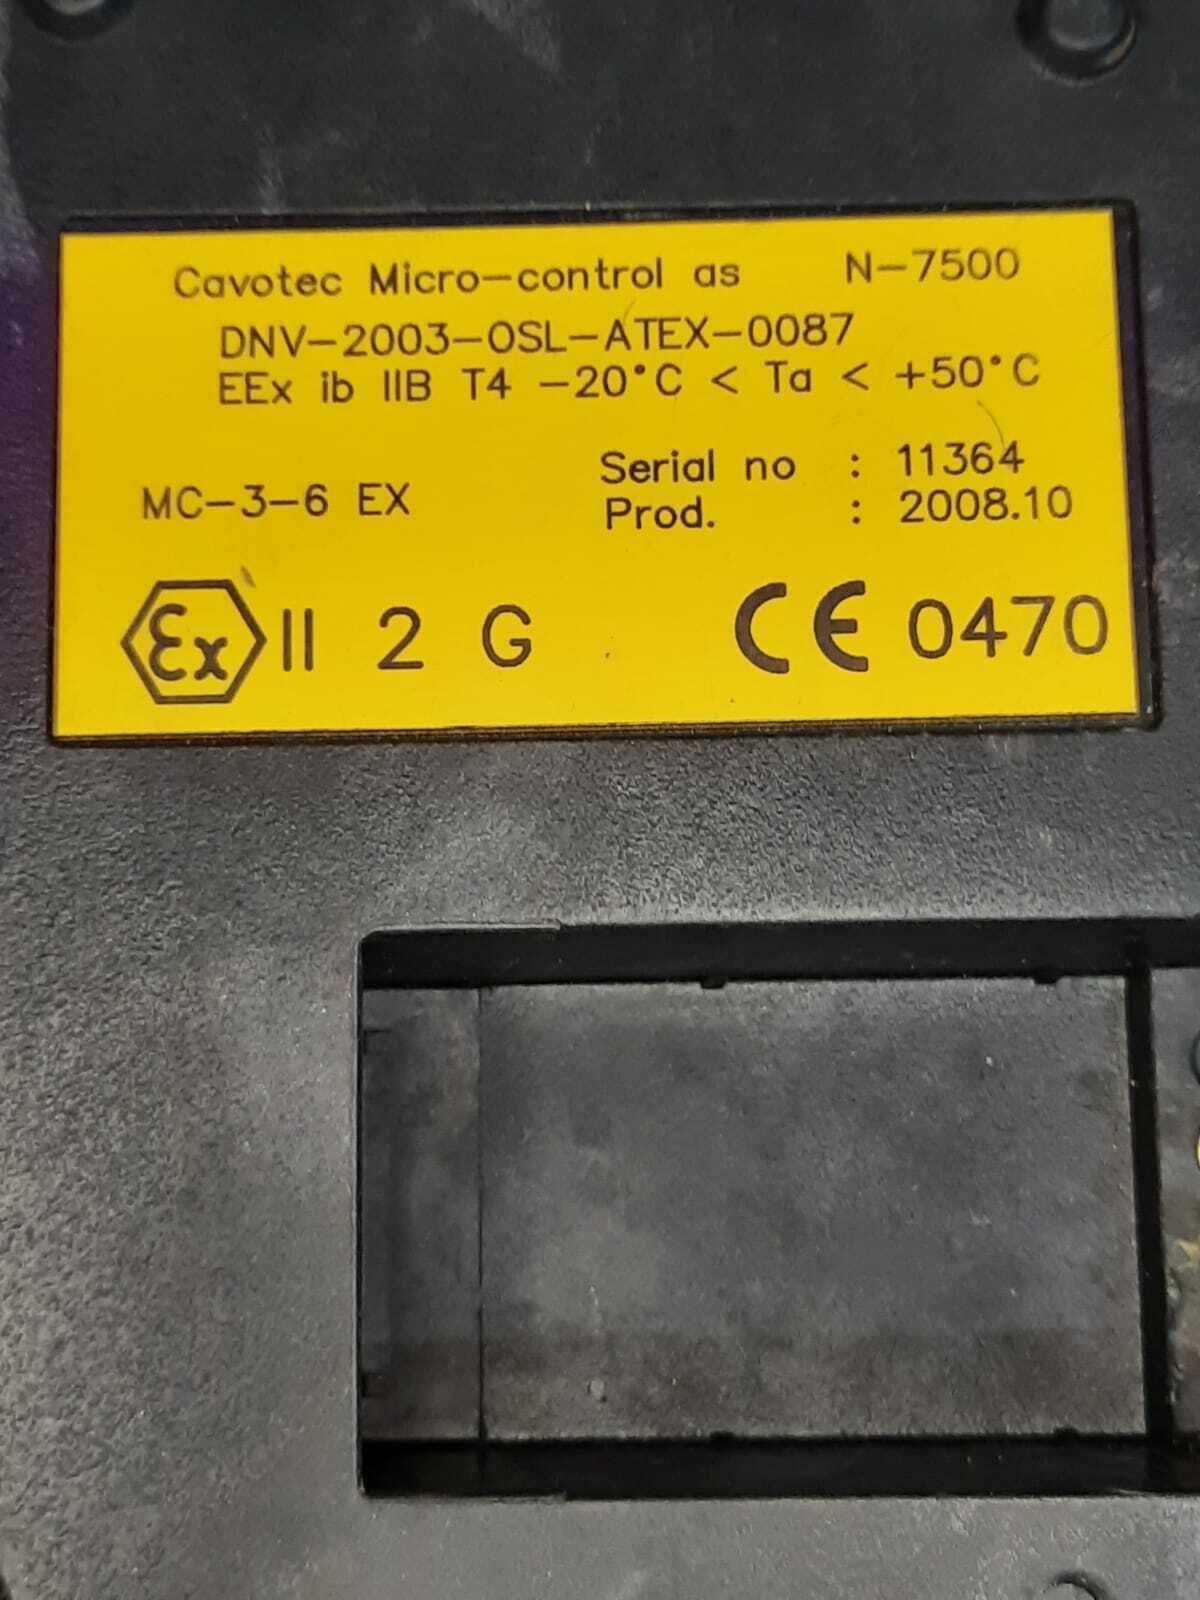 Cavotec Micro-control as N-7500
DNV-2003-OSL-ATEX-0087
EEx ib IIB T4 -20°C < Ta < +50°C
Serial no : 11364
MC-3-6 EX
Prod. : 2008.10
Ex II 2 G CE 0470